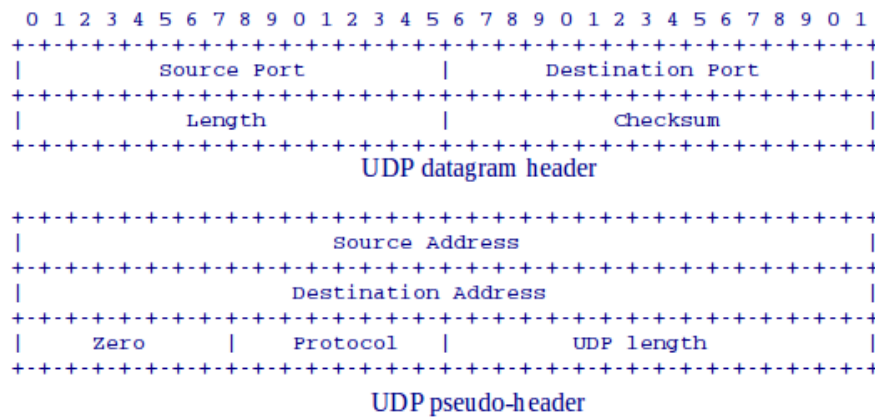 0 1 2 3 4 5 6 7 8 9 0 1 2 3 4 5 6 7 8 9 0 1 2 3 4 5 6 7 8 9 0 1
+-+-+-+-+-+-+-+-+-+-+-+-+-+-+-+-+-+-+-+-+-+-+-+-+-+-+-+-+-+-+-+-+
| Source Port | Destination Port |
+-+-+-+-+-+-+-+-+-+-+-+-+-+-+-+-+-+-+-+-+-+-+-+-+-+-+-+-+-+-+-+-+
| Length | Checksum |
+-+-+-+-+-+-+-+-+-+-+-+-+-+-+-+-+-+-+-+-+-+-+-+-+-+-+-+-+-+-+-+-+
UDP datagram header
+-+-+-+-+-+-+-+-+-+-+-+-+-+-+-+-+-+-+-+-+-+-+-+-+-+-+-+-+-+-+-+-+
| Source Address |
+-+-+-+-+-+-+-+-+-+-+-+-+-+-+-+-+-+-+-+-+-+-+-+-+-+-+-+-+-+-+-+-+
| Destination Address |
+-+-+-+-+-+-+-+-+-+-+-+-+-+-+-+-+-+-+-+-+-+-+-+-+-+-+-+-+-+-+-+-+
| Zero | Protocol | UDP length |
+-+-+-+-+-+-+-+-+-+-+-+-+-+-+-+-+-+-+-+-+-+-+-+-+-+-+-+-+-+-+-+-+
UDP pseudo-header